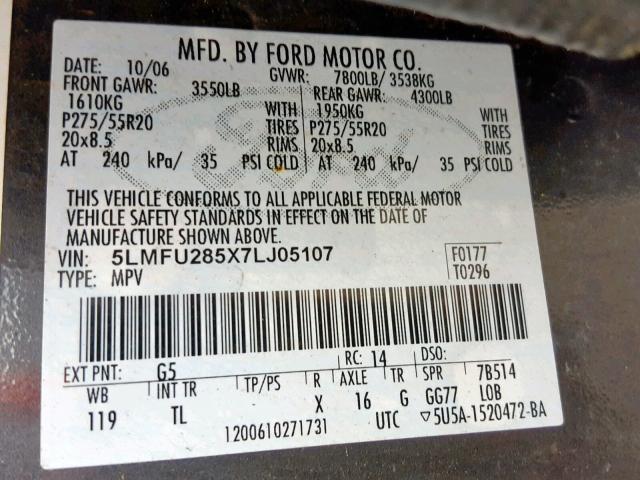 MFD. BY FORD MOTOR CO.
DATE: 10/06 GVWR: 7800LB/ 3538KG
FRONT GAWR: 3550LB REAR GAWR: 4300LB
1610KG WITH 1950KG WITH
P275/55R20 TIRES P275/55R20 TIRES
20x8.5 RIMS 20x8.5 RIMS
AT 240 kPa/ 35 PSI COLD AT 240 kPa/ 35 PSI COLD
Ford
THIS VEHICLE CONFORMS TO ALL APPLICABLE FEDERAL MOTOR
VEHICLE SAFETY STANDARDS IN EFFECT ON THE DATE OF
MANUFACTURE SHOWN ABOVE.
VIN: 5LMFU285X7LJ05107 F0177
TYPE: MPV T0296
EXT PNT: G5 RC: 14 DSO:
WB INT TR TP/PS R AXLE TR SPR 7B514
119 TL X 16 G GG77 LOB
1200610271731 UTC ▽5U5A-1520472-BA